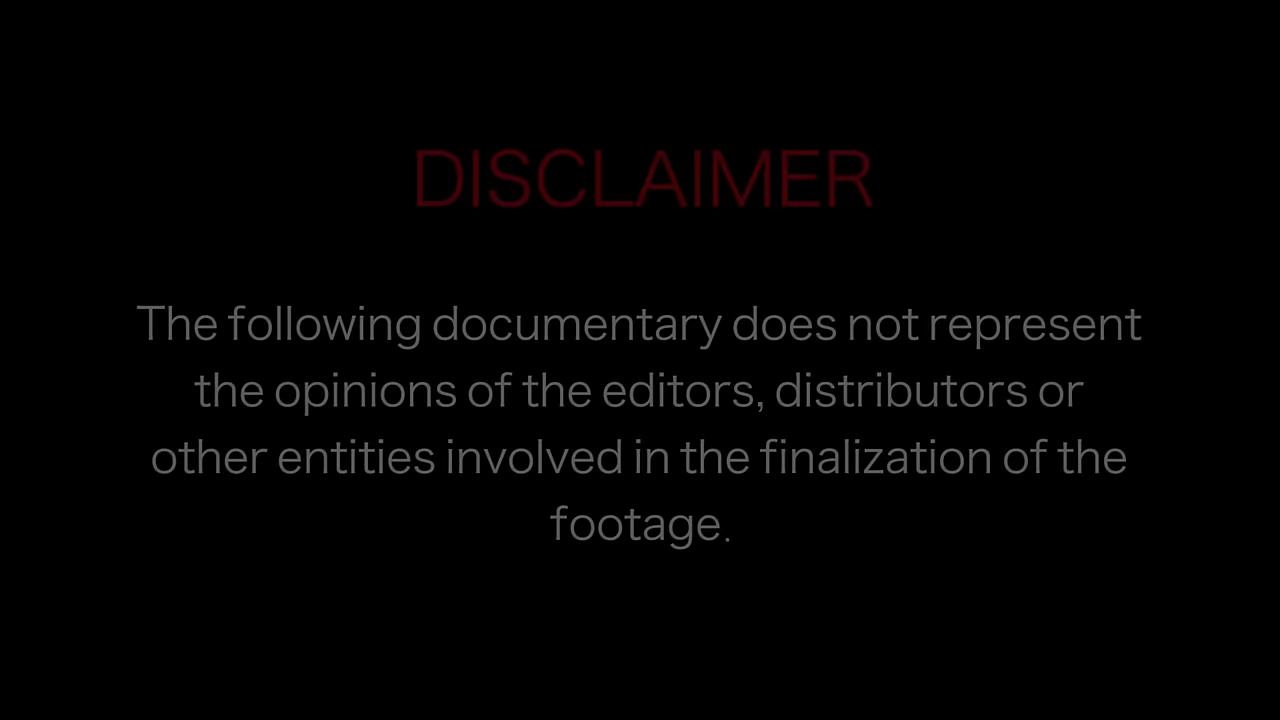 DISCLAIMER
The following documentary does not represent
the opinions of the editors, distributors or
other entities involved in the finalization of the
footage.